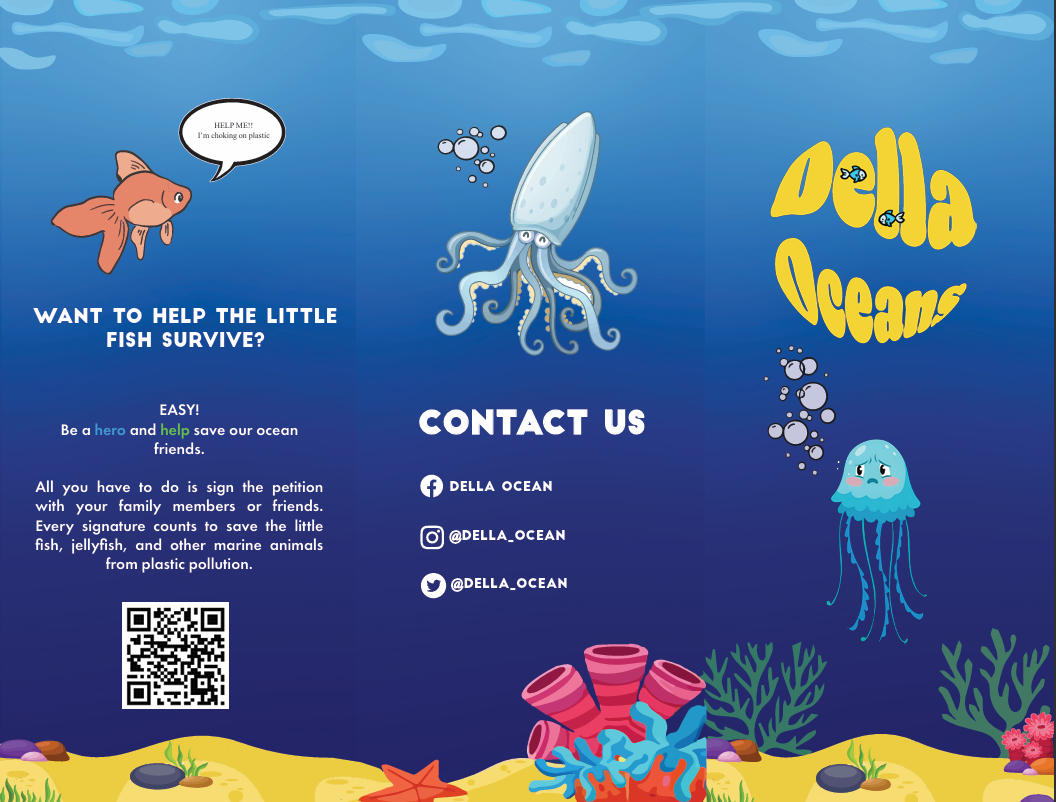 HELP ME!!
I'm choking on plastic
WANT TO HELP THE LITTLE
FISH SURVIVE?
EASY!
Be a hero and help save our ocean
friends.
All you have to do is sign the petition
with your family members or friends.
Every signature counts to save the little
fish, jellyfish, and other marine animals
from plastic pollution.
CONTACT US
DELLA OCEAN
@DELLA_OCEAN
@DELLA_OCEAN
Della
Oceans